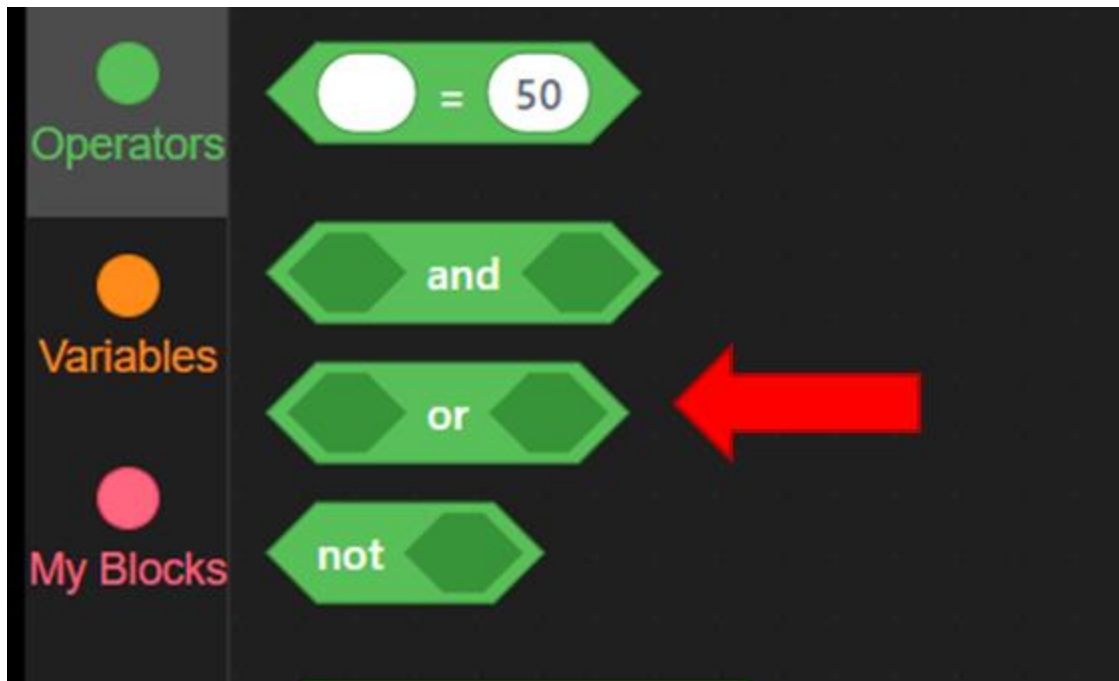 Operators
Variables
My Blocks
= 50
and
or
not